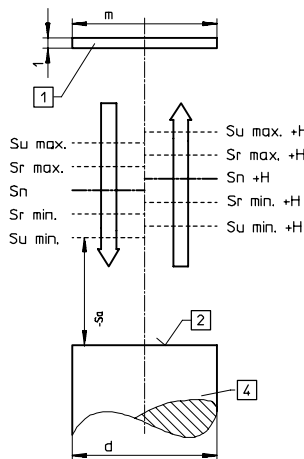 m
1
1
Su max.
Sr max.
Sn
Sr min.
Su min.
Su max. +H
Sr max. +H
Sn +H
Sr min. +H
Su min. +H
-Sa
2
4
d